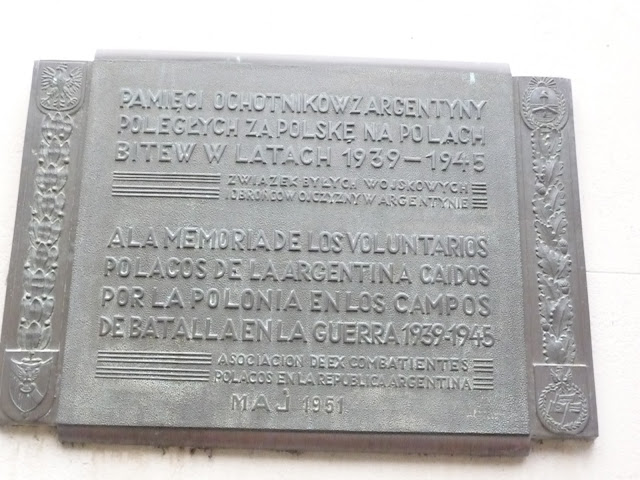 PAMIĘCI OCHOTNIKÓW Z ARGENTYNY
POLEGŁYCH ZA POLSKĘ NA POLACH
BITEW W LATACH 1939-1945
ZWIĄZEK BYŁYCH WOJSKOWYCH
I OBROŃCÓW OJCZYZNY W ARGENTYNIE
A LA MEMORIA DE LOS VOLUNTARIOS
POLACOS DE LA ARGENTINA CAIDOS
POR LA POLONIA EN LOS CAMPOS
DE BATALLA EN LA GUERRA 1939-1945
ASOCIACION DE EX COMBATIENTES
POLACOS EN LA REPUBLICA ARGENTINA
MAJ 1951